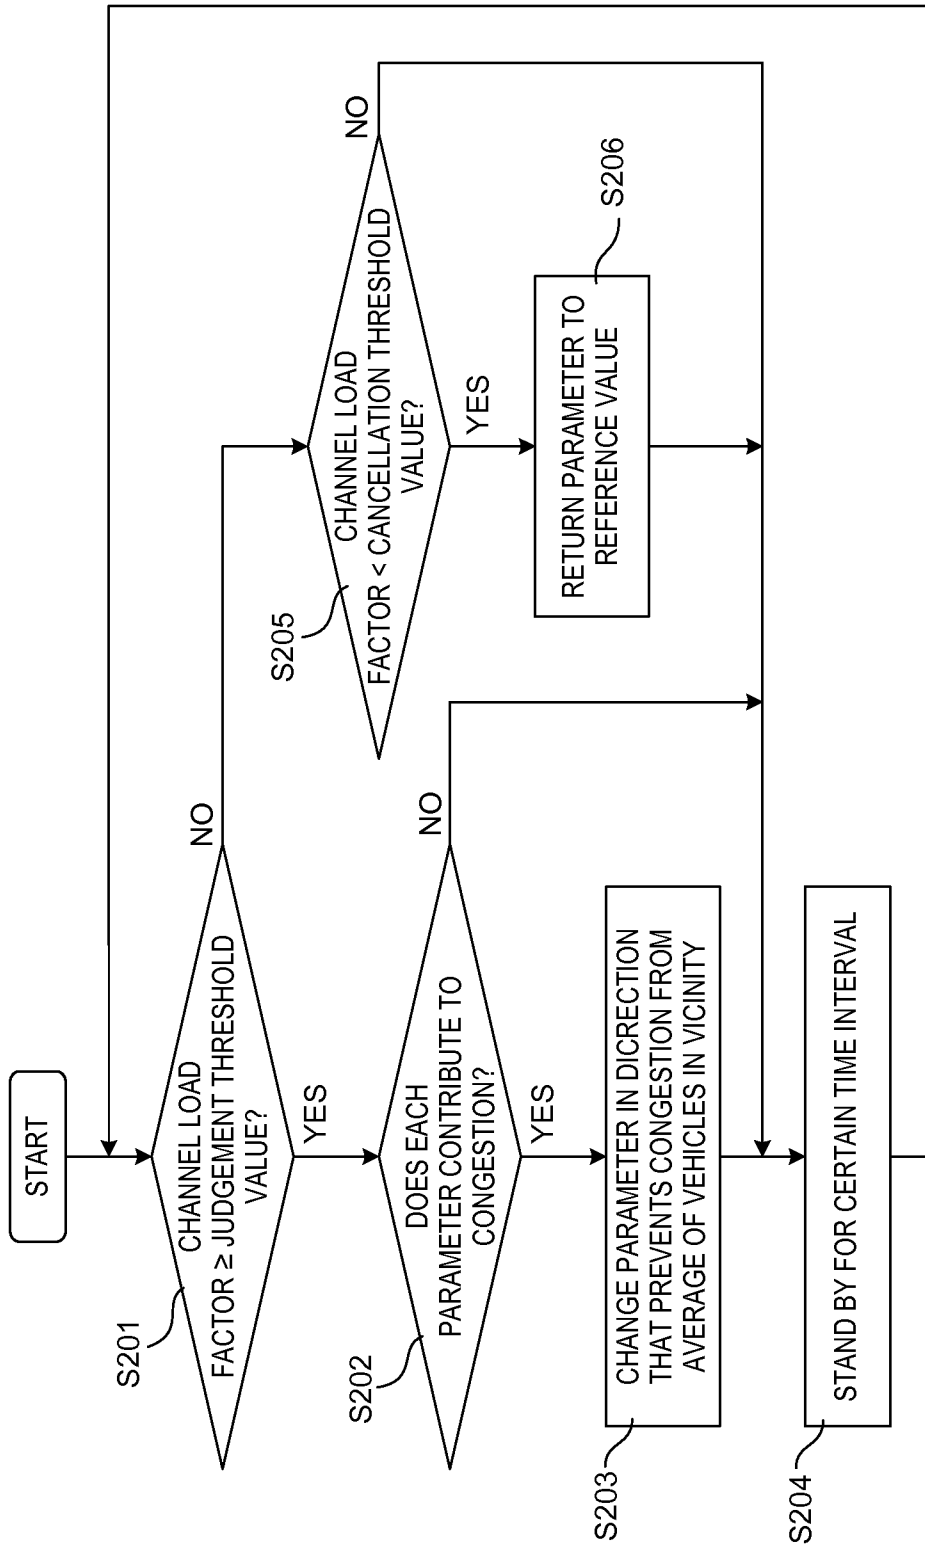 START
CHANNEL LOAD
FACTOR ≥ JUDGEMENT THRESHOLD
VALUE?
S201
NO
YES
DOES EACH
PARAMETER CONTRIBUTE TO
CONGESTION?
S202
NO
YES
CHANGE PARAMETER IN DICRECTION
THAT PREVENTS CONGESTION FROM
AVERAGE OF VEHICLES IN VICINITY
S203
STAND BY FOR CERTAIN TIME INTERVAL
S204
CHANNEL LOAD
FACTOR < CANCELLATION THRESHOLD
VALUE?
S205
NO
YES
RETURN PARAMETER TO
REFERENCE VALUE
S206